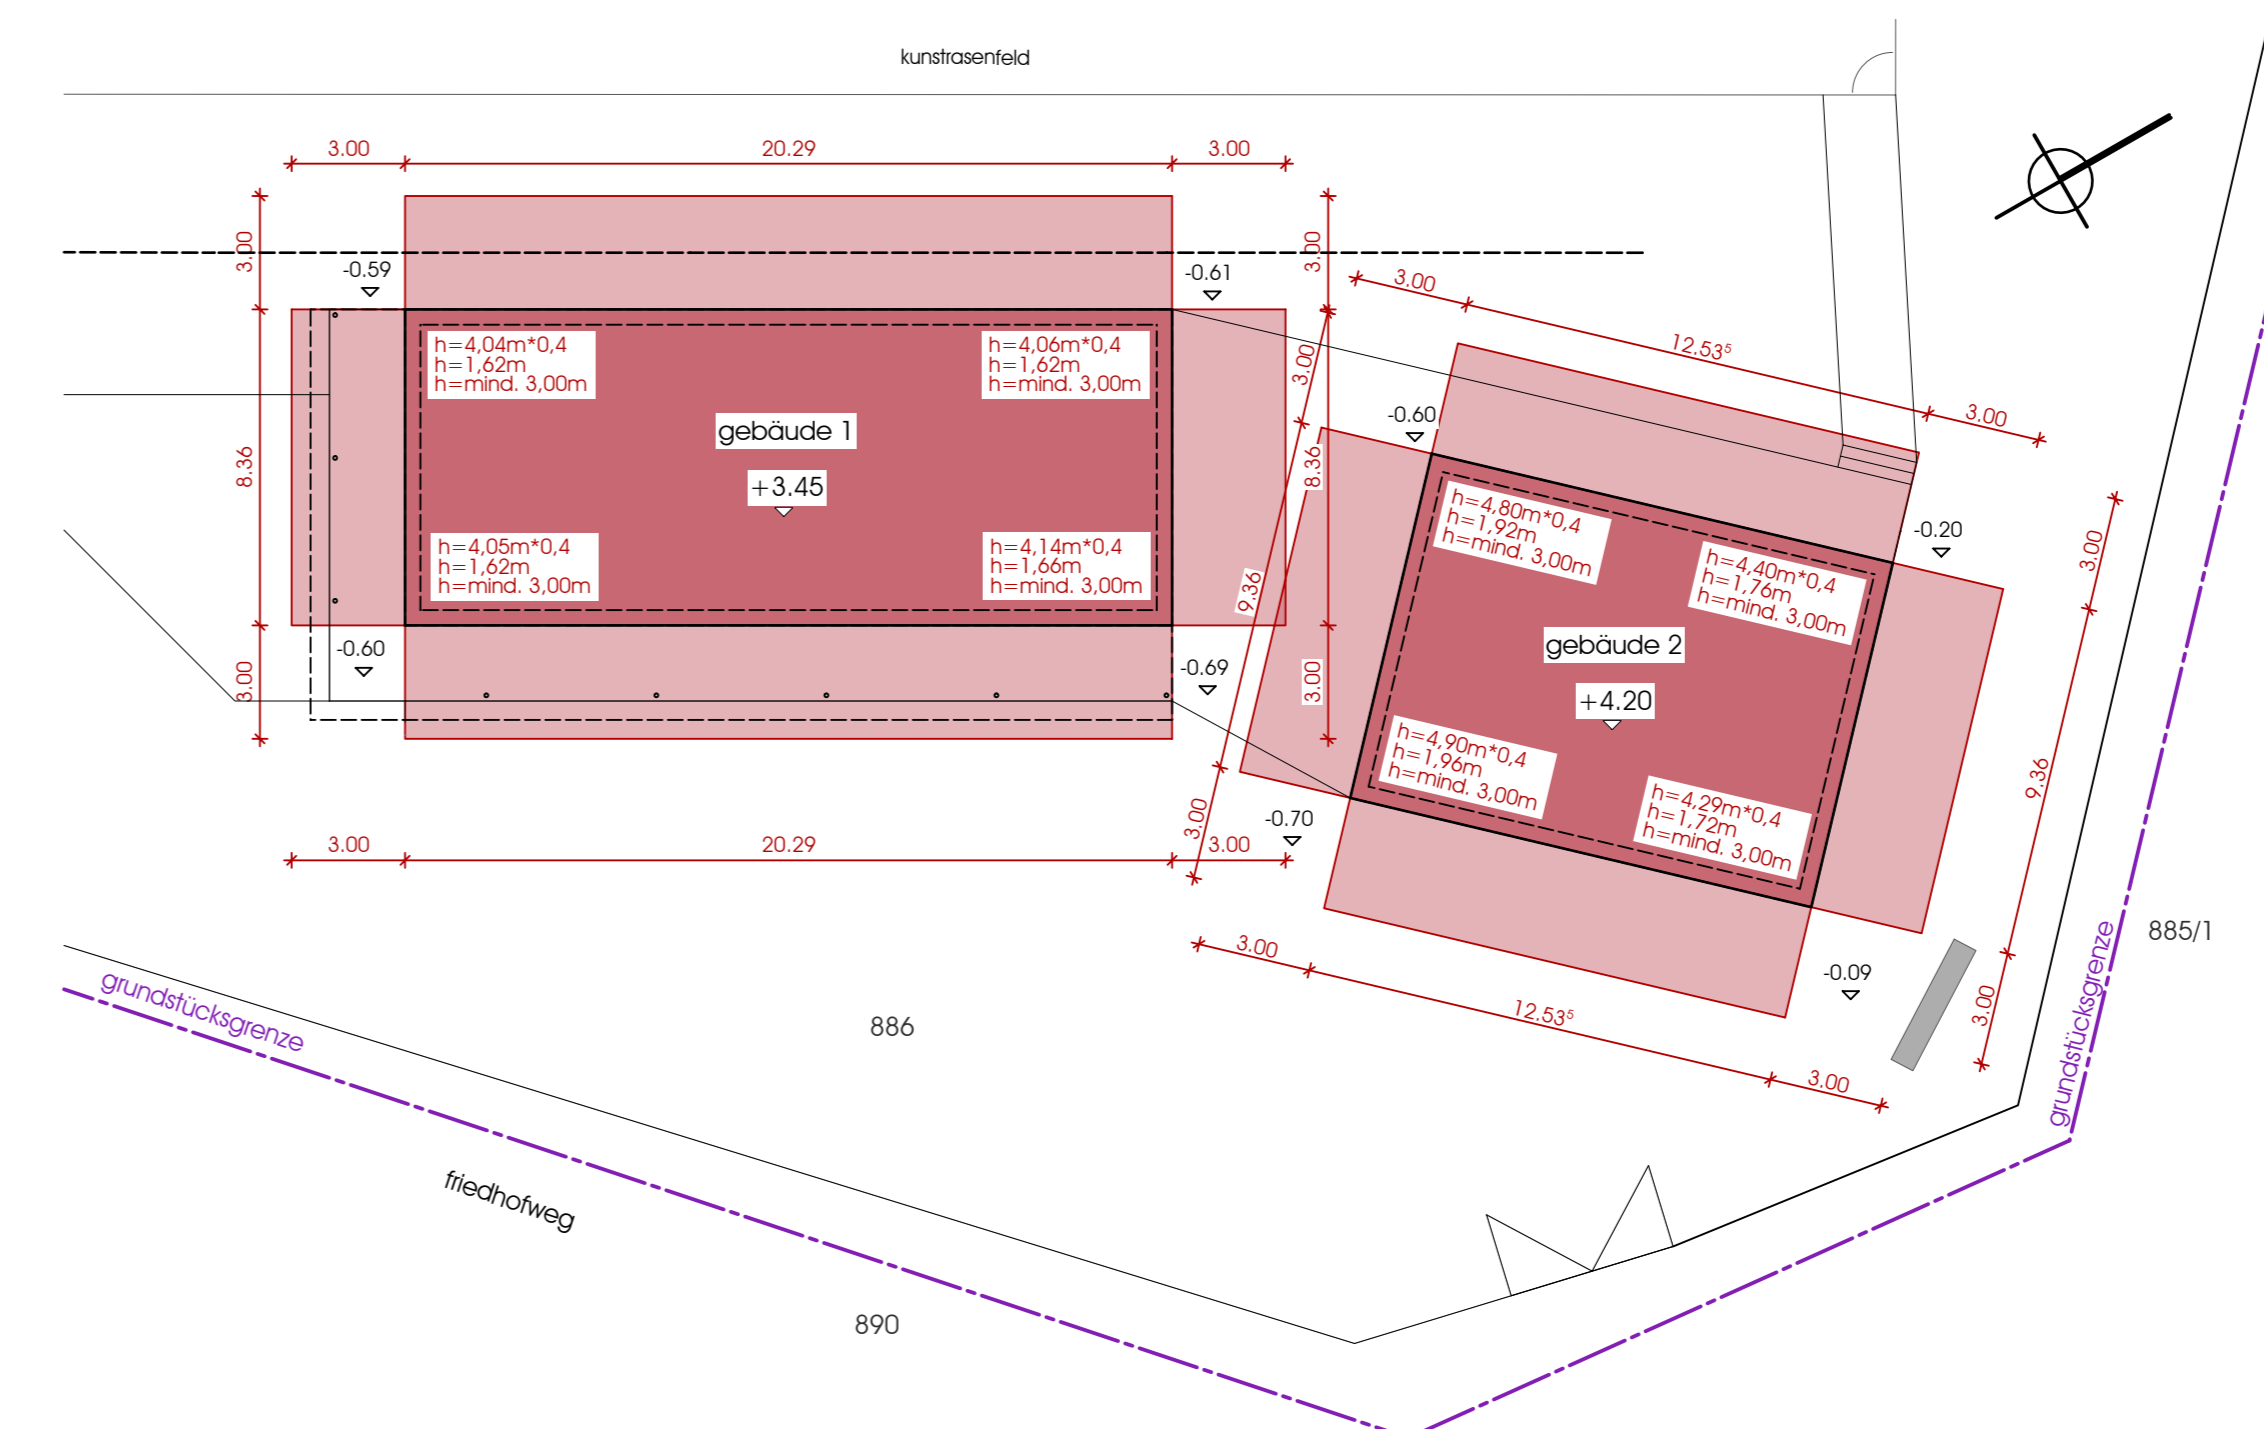 kunstrasenfeld
3.00
20.29
3.00
3.00
3.00
-0.59
-0.61
3.00
12.53⁵
3.00
h=4,04m*0,4
h=1,62m
h=mind. 3,00m
h=4,06m*0,4
h=1,62m
h=mind. 3,00m
3.00
gebäude 1
+3.45
8.36
8.36
-0.60
h=4,80m*0,4
h=1,92m
h=mind. 3,00m
-0.20
3.00
h=4,05m*0,4
h=1,62m
h=mind. 3,00m
h=4,14m*0,4
h=1,66m
h=mind. 3,00m
9.36
h=4,40m*0,4
h=1,76m
h=mind. 3,00m
gebäude 2
+4.20
-0.60
3.00
-0.69
3.00
h=4,90m*0,4
h=1,96m
h=mind. 3,00m
9.36
h=4,29m*0,4
h=1,72m
h=mind. 3,00m
3.00
-0.70
3.00
20.29
3.00
3.00
12.53⁵
3.00
-0.09
3.00
885/1
grundstücksgrenze
grundstücksgrenze
886
friedhofweg
890